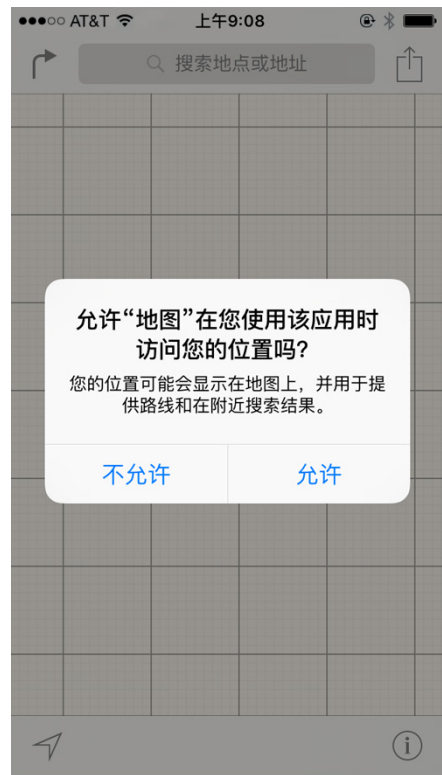 AT&T 上午9:08
搜索地点或地址
允许“地图”在您使用该应用时
访问您的位置吗?
您的位置可能会显示在地图上，并用于提
供路线和在附近搜索结果。
不允许 允许